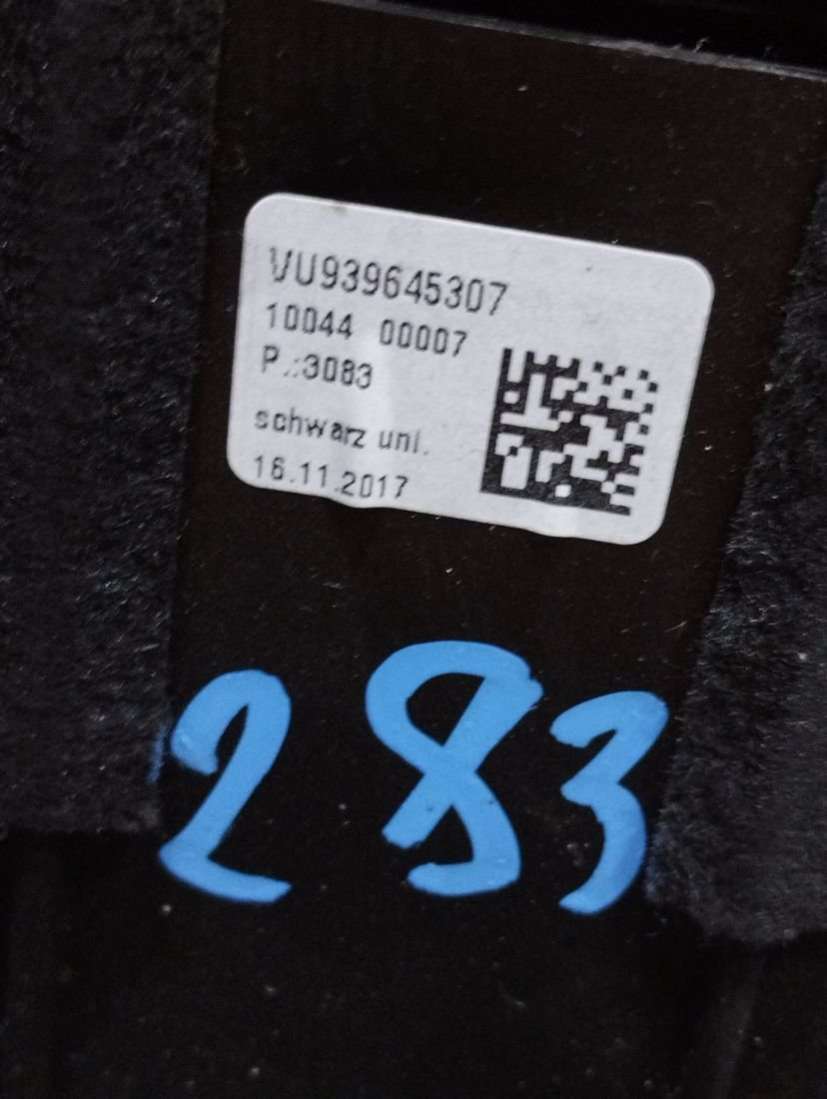 VU939645307
10044 00007
P.:3083
schwarz uni.
16.11.2017
283